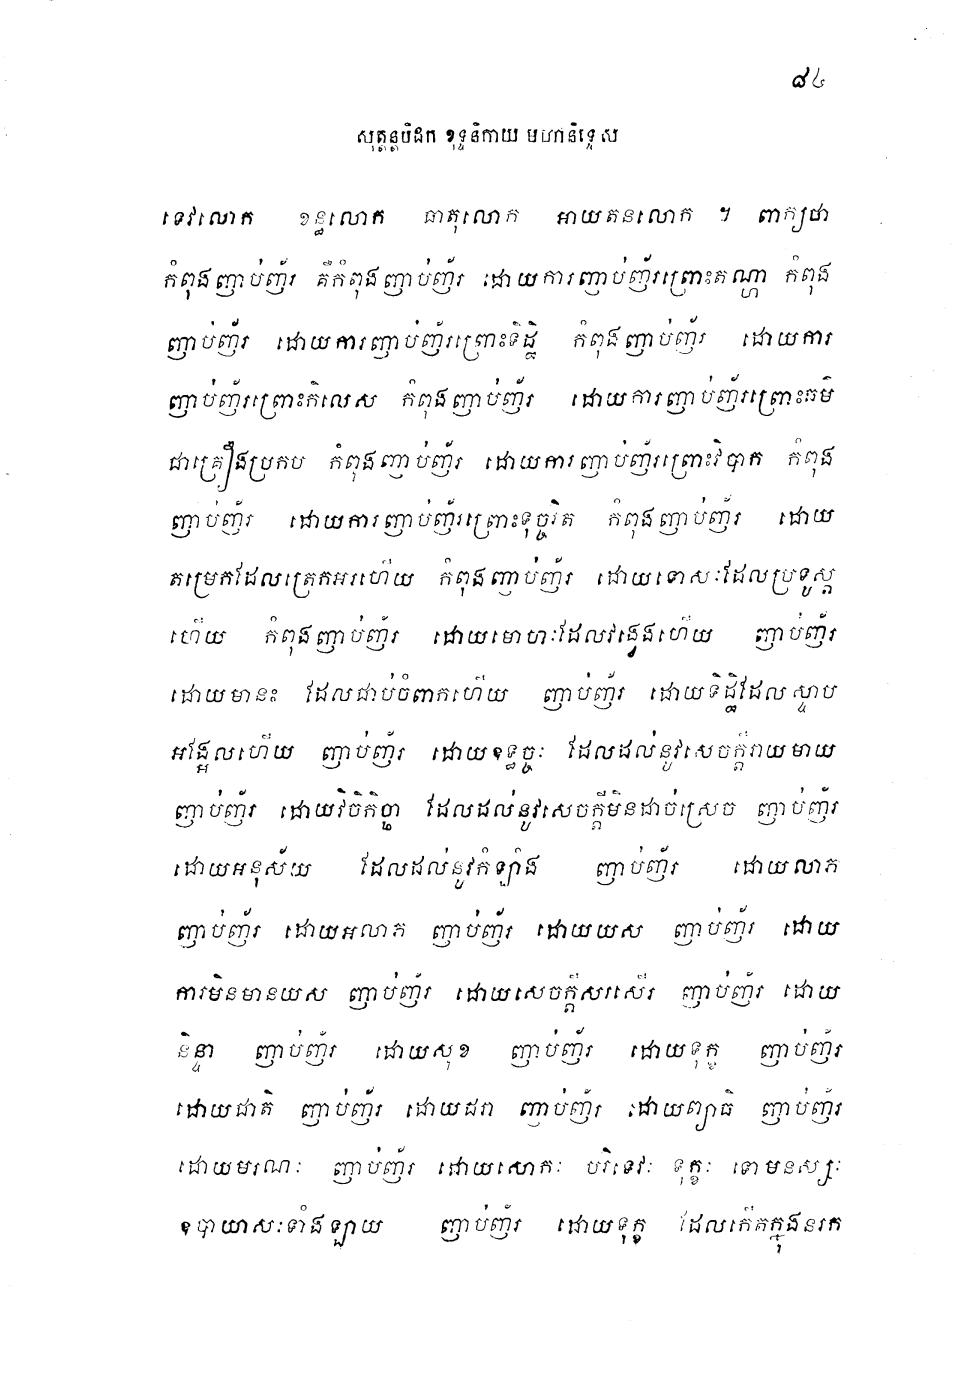 ៨៤
សុត្តន្តបិដក ខុទ្ទនិកាយ មហានិទ្ទេស
ទេវលោក ខន្ធលោក ធាតុលោក អាយតនលោក ។ ពាក្យថា
កំពុងញាប់ញ័រ គឺកំពុងញាប់ញ័រ ដោយការញាប់ញ័រព្រោះតណ្ហា កំពុង
ញាប់ញ័រ ដោយការញាប់ញ័រព្រោះទិដ្ឋិ កំពុងញាប់ញ័រ ដោយការ
ញាប់ញ័រព្រោះកិលេស កំពុងញាប់ញ័រ ដោយការញាប់ញ័រព្រោះធម៌
ជាគ្រឿងប្រកប កំពុងញាប់ញ័រ ដោយការញាប់ញ័រព្រោះវិបាក កំពុង
ញាប់ញ័រ ដោយការញាប់ញ័រព្រោះទុច្ចរិត កំពុងញាប់ញ័រ ដោយ
តម្រេកដែលត្រេកអរហើយ កំពុងញាប់ញ័រ ដោយទោសៈដែលប្រទូស្ត
ហើយ កំពុងញាប់ញ័រ ដោយមោហៈដែលវង្វេងហើយ ញាប់ញ័រ
ដោយមានះ ដែលជាប់ចំពាក់ហើយ ញាប់ញ័រ ដោយទិដ្ឋិដែលស្ទាប
អង្អែលហើយ ញាប់ញ័រ ដោយឧទ្ធច្ចៈ ដែលដល់នូវសេចក្តីរាយមាយ
ញាប់ញ័រ ដោយវិចិកិច្ឆា ដែលដល់នូវសេចក្តីមិនដាច់ស្រេច ញាប់ញ័រ
ដោយអនុស័យ ដែលដល់នូវកំឡាំង ញាប់ញ័រ ដោយលាភ
ញាប់ញ័រ ដោយអលាភ ញាប់ញ័រ ដោយយស ញាប់ញ័រ ដោយ
ការមិនមានយស ញាប់ញ័រ ដោយសេចក្តីសរសើរ ញាប់ញ័រ ដោយ
និន្ទា ញាប់ញ័រ ដោយសុខ ញាប់ញ័រ ដោយទុក្ខ ញាប់ញ័រ
ដោយជាតិ ញាប់ញ័រ ដោយជរា ញាប់ញ័រ ដោយព្យាធិ ញាប់ញ័រ
ដោយមរណៈ ញាប់ញ័រ ដោយសោកៈ បរិទេវៈ ទុក្ខៈ ទោមនស្សៈ
ឧបាយាសៈទាំងឡាយ ញាប់ញ័រ ដោយទុក្ខ ដែលកើតក្នុងនរក